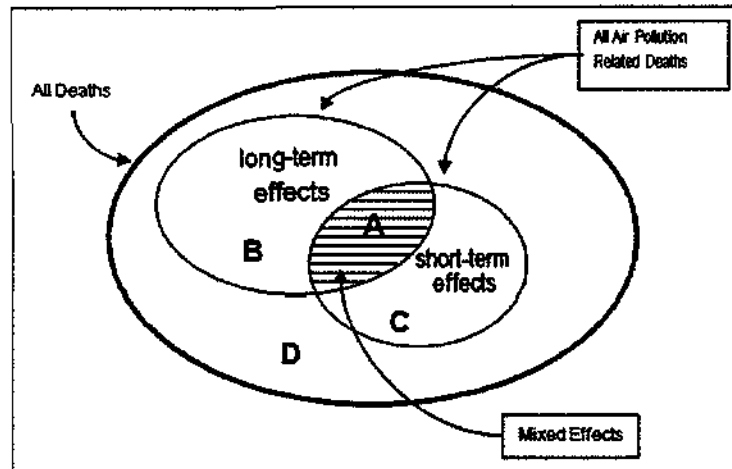 All Air Pollution
Related Deaths
All Deaths
long-term
effects
A
B
short-term
effects
C
D
Mixed Effects